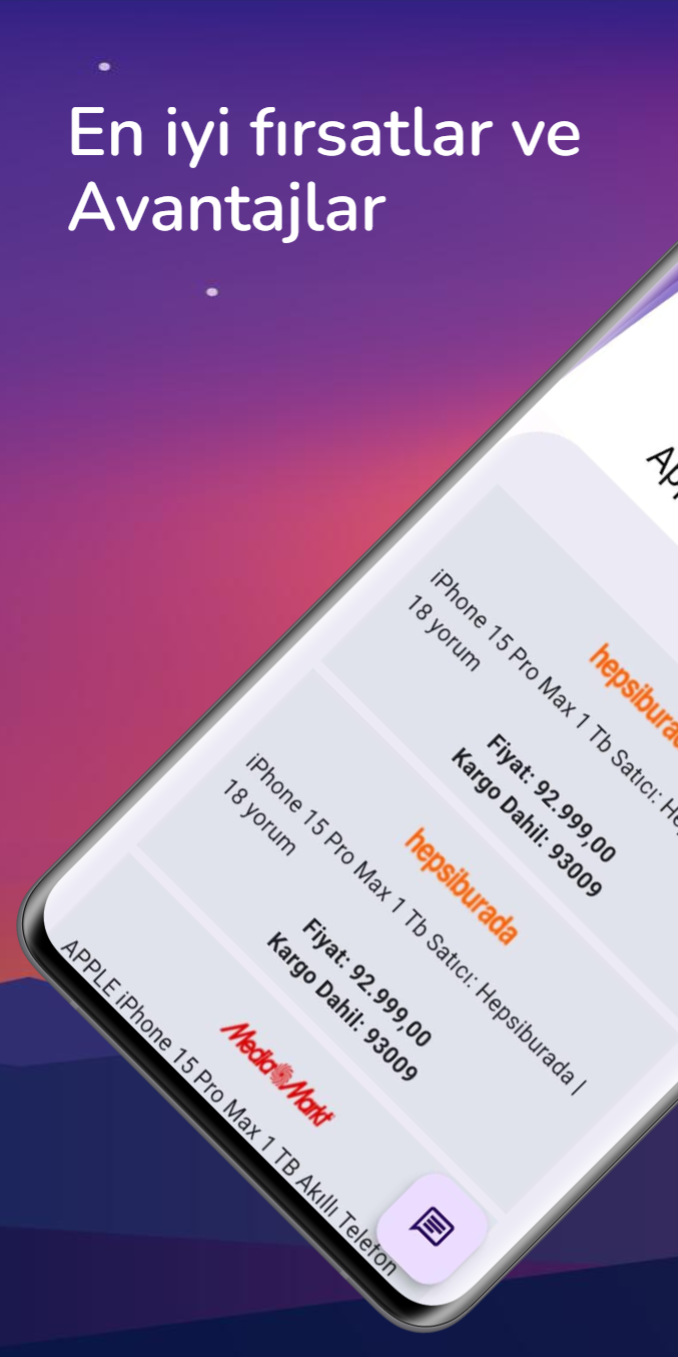 En iyi fırsatlar ve
Avantajlar
hepsiburada
iPhone 15 Pro Max 1 Tb Satıcı:
18 yorum
Fiyat: 92.999,00
Kargo Dahil: 93009
hepsiburada
iPhone 15 Pro Max 1 Tb Satıcı: Hepsiburada |
18 yorum
Fiyat: 92.999,00
Kargo Dahil: 93009
Media Markt
APPLE iPhone 15 Pro Max 1 TB Akıllı Telefon